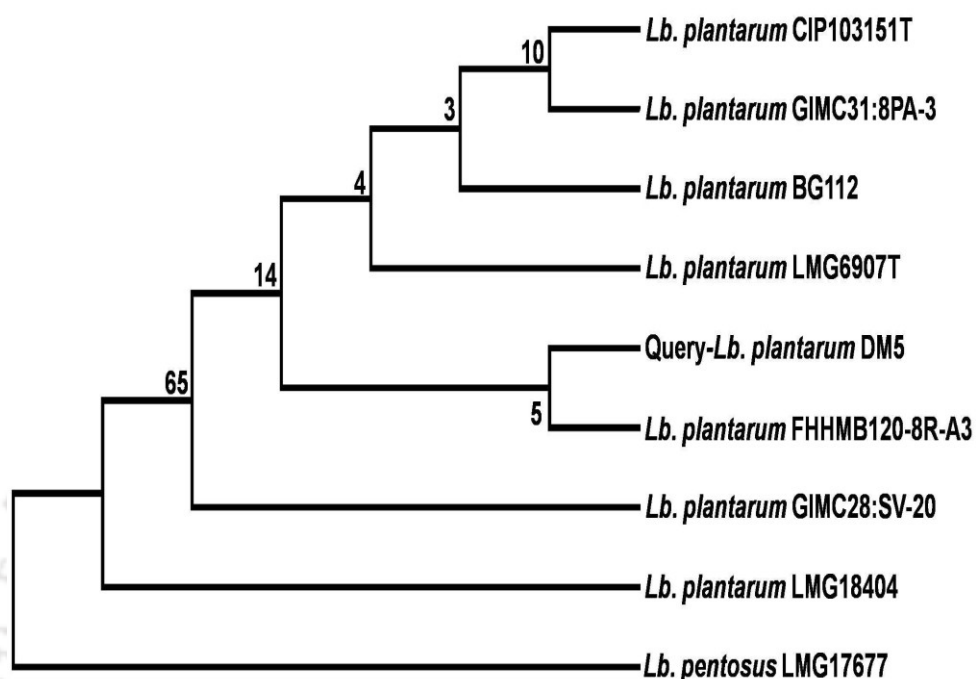 10
Lb. plantarum CIP103151T
Lb. plantarum GIMC31:8PA-3
3
Lb. plantarum BG112
4
Lb. plantarum LMG6907T
14
Query-Lb. plantarum DM5
5
Lb. plantarum FHHMB120-8R-A3
65
Lb. plantarum GIMC28:SV-20
Lb. plantarum LMG18404
Lb. pentosus LMG17677